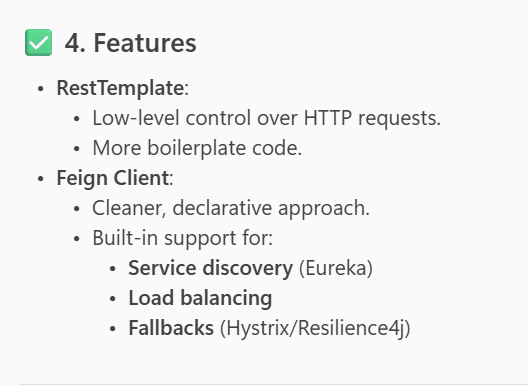 ✅ 4. Features
• RestTemplate:
• Low-level control over HTTP requests.
• More boilerplate code.
• Feign Client:
• Cleaner, declarative approach.
• Built-in support for:
• Service discovery (Eureka)
• Load balancing
• Fallbacks (Hystrix/Resilience4j)